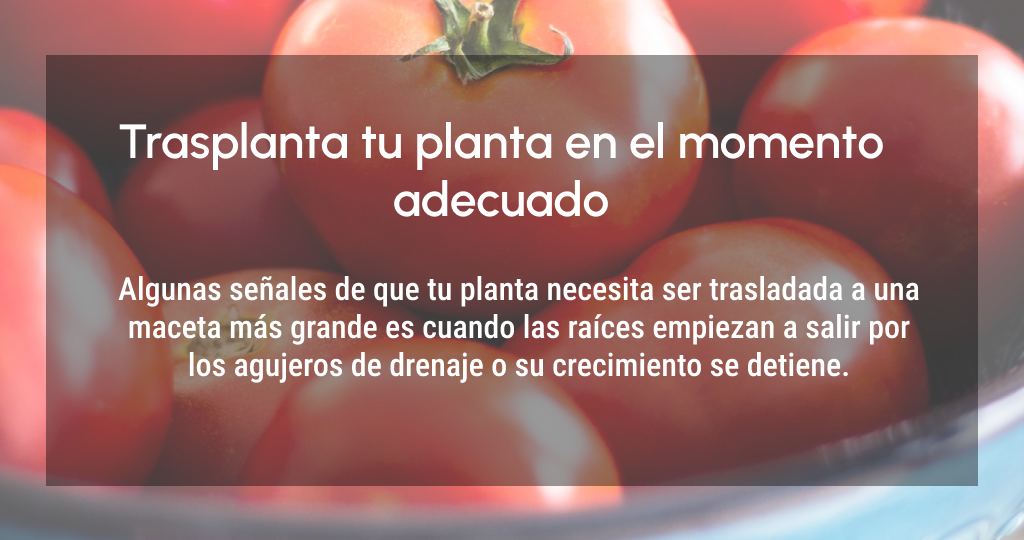 Trasplanta tu planta en el momento
adecuado
Algunas señales de que tu planta necesita ser trasladada a una
maceta más grande es cuando las raíces empiezan a salir por
los agujeros de drenaje o su crecimiento se detiene.